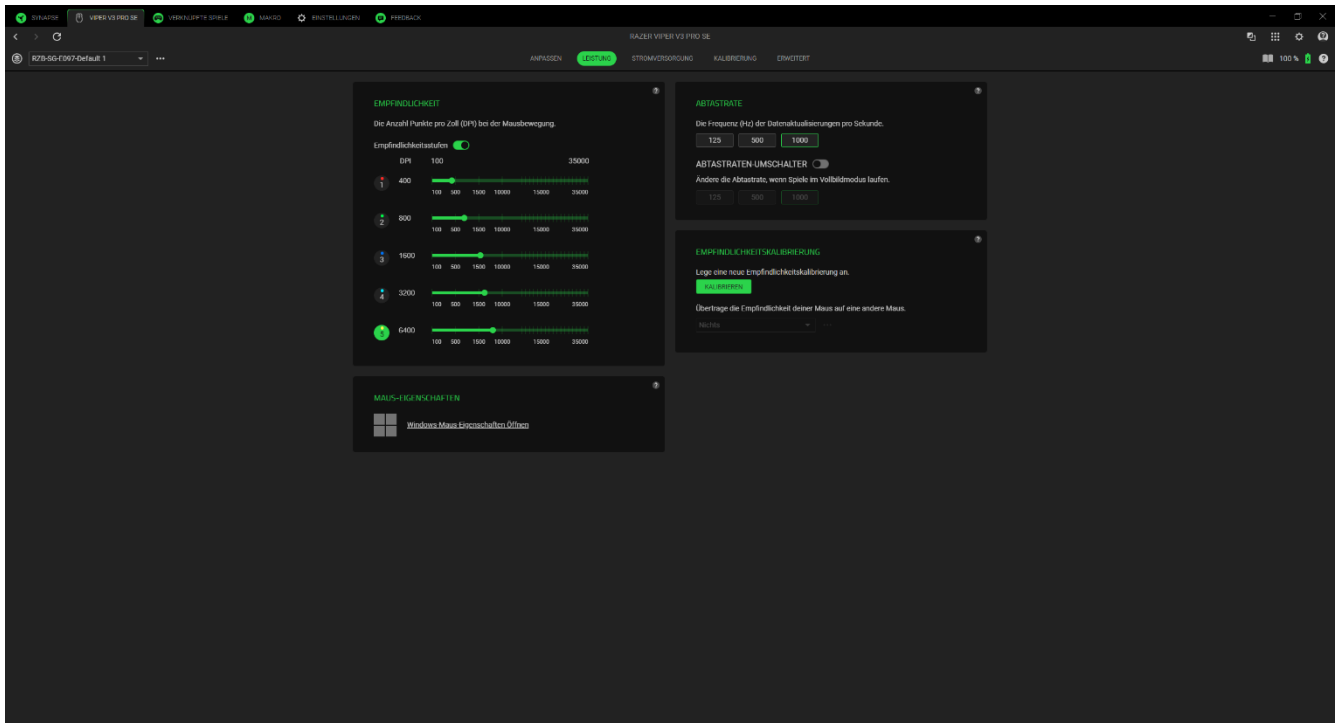 SYNAPSE VIPER V3 PRO SE VERKNÜPFTE SPIELE MAKRO EINSTELLUNGEN FEEDBACK
RAZER VIPER V3 PRO SE
RZB-SG-E097-Default 1 ANPASSEN LEISTUNG STROMVERSORGUNG KALIBRIERUNG ERWEITERT 100 %
EMPFINDLICHKEIT
Die Anzahl Punkte pro Zoll (DPI) bei der Mausbewegung.
Empfindlichkeitsstufen
DPI 100 35000
1 400
100 500 1500 10000 15000 35000
2 800
100 500 1500 10000 15000 35000
3 1600
100 500 1500 10000 15000 35000
4 3200
100 500 1500 10000 15000 35000
5 6400
100 500 1500 10000 15000 35000
MAUS-EIGENSCHAFTEN
Windows Maus Eigenschaften Öffnen
ABTASTRATE
Die Frequenz (Hz) der Datenaktualisierungen pro Sekunde.
125 500 1000
ABTASTRATEN-UMSCHALTER
Ändere die Abtastrate, wenn Spiele im Vollbildmodus laufen.
125 500 1000
EMPFINDLICHKEITSKALIBRIERUNG
Lege eine neue Empfindlichkeitskalibrierung an.
KALIBRIEREN
Übertrage die Empfindlichkeit deiner Maus auf eine andere Maus.
Nichts